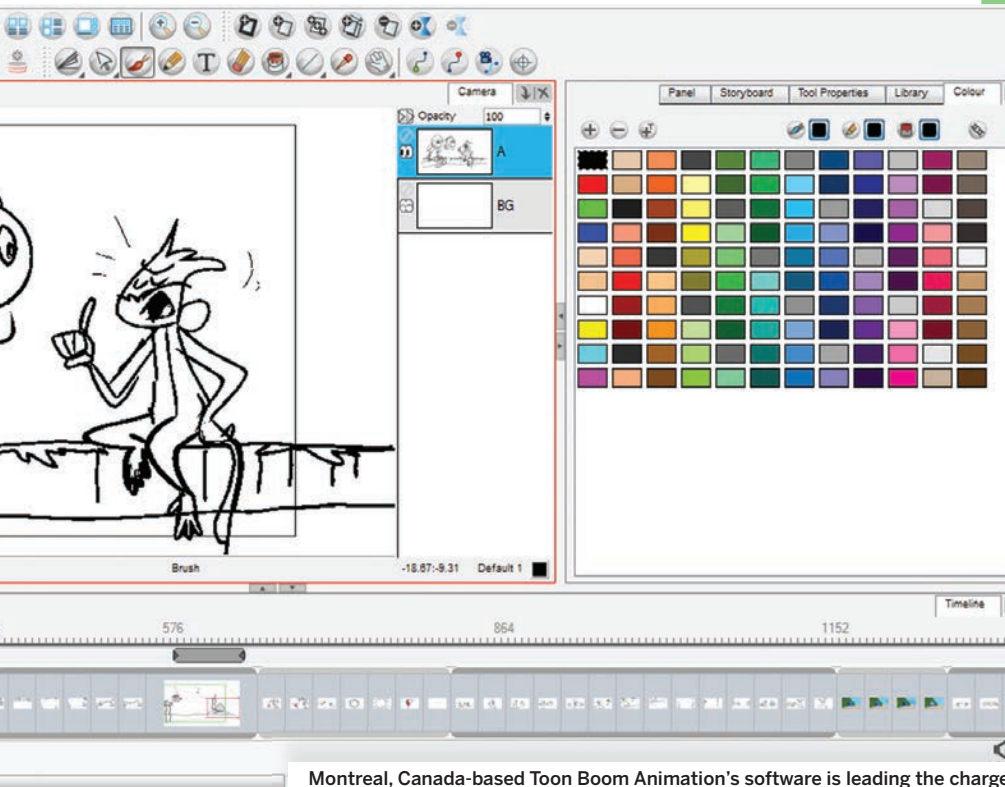 T
Camera
Panel
Storyboard
Tool Properties
Library
Colour
Opacity
100
A
BG
Brush
-18.67:-9.31
Default 1
Timeline
576
864
1152
Montreal, Canada-based Toon Boom Animation's software is leading the charge